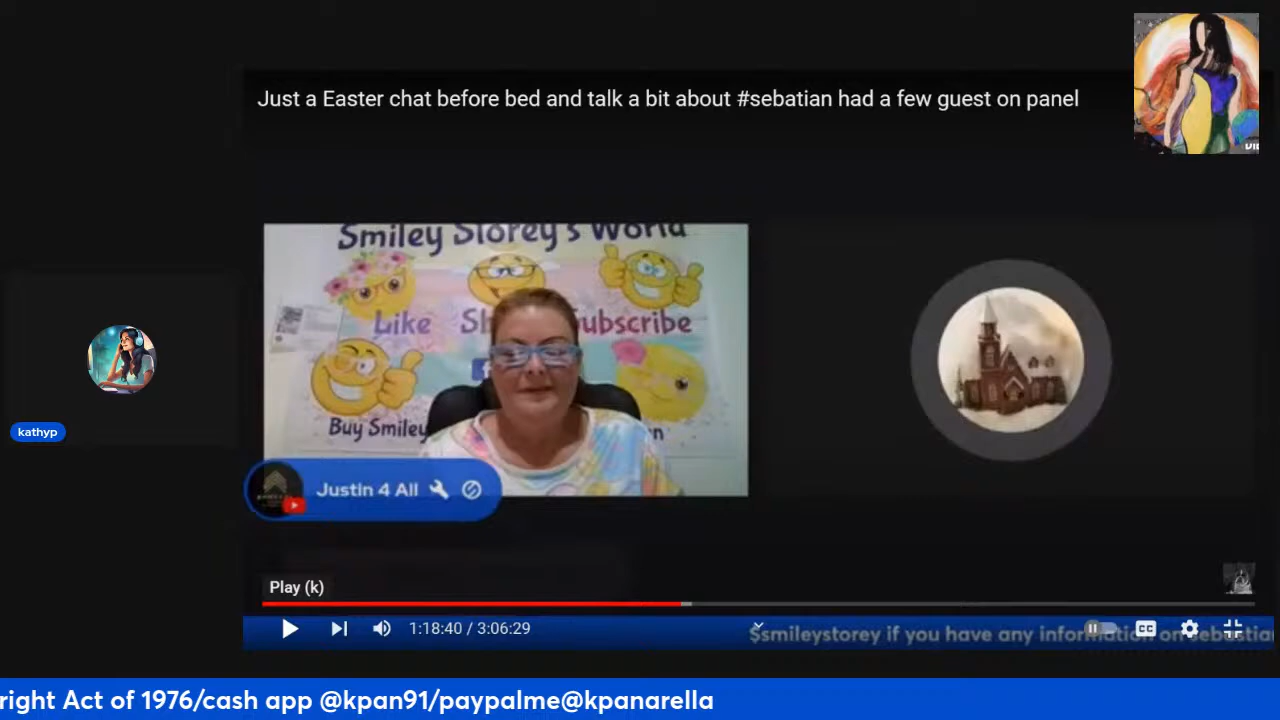 Just a Easter chat before bed and talk a bit about #sebatian had a few guest on panel
Smiley Storey's World
Like
Subscribe
Buy Smiley
kathyp
Justin 4 All
Play (k)
1:18:40 / 3:06:29
$smileystorey if you have any information on sebastia
right Act of 1976/cash app @kpan91/paypalme@kpanarella